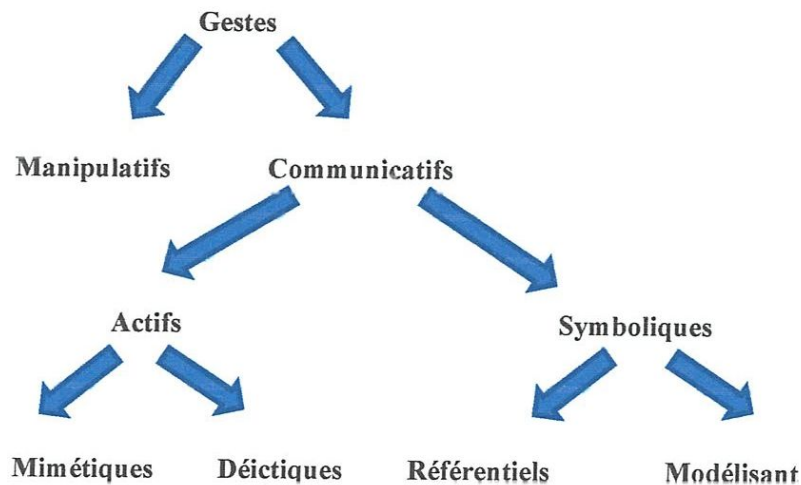 Gestes
Manipulatifs Communicatifs
Actifs Symboliques
Mimétiques Déictiques Référentiels Modélisant